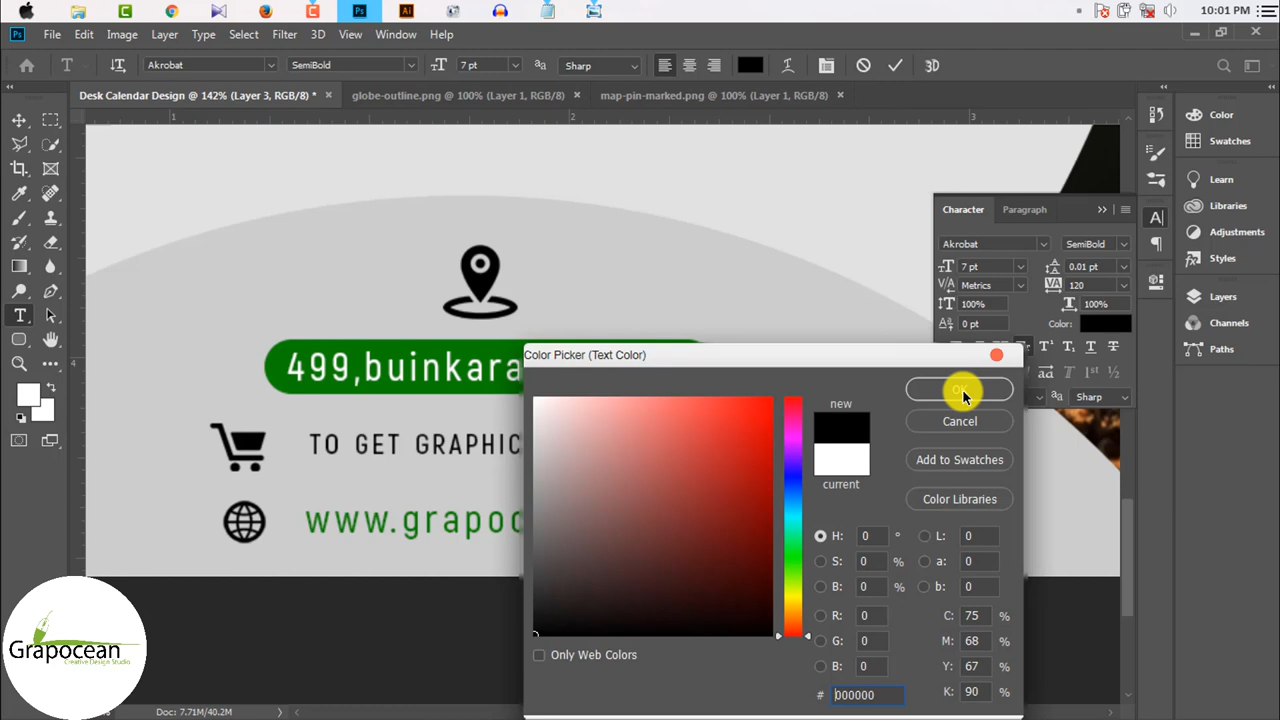 10:01 PM
Ps File Edit Image Layer Type Select Filter 3D View Window Help
T Akrobat SemiBold 7 pt Sharp 3D
Desk Calendar Design @ 142% (Layer 3, RGB/8) * globe-outline.png @ 100% (Layer 1, RGB/8) map-pin-marked.png @ 100% (Layer 1, RGB/8)
1 2 3
4
Color
Swatches
Learn
Libraries
Adjustments
Styles
Layers
Channels
Paths
Character Paragraph
Akrobat SemiBold
7 pt 0.01 pt
Metrics 120
100% 100%
0 pt Color:
Sharp
499,buinkara
TO GET GRAPHIC
www.grapoc
Color Picker (Text Color)
new
current
OK
Cancel
Add to Swatches
Color Libraries
H: 0 ° L: 0
S: 0 % a: 0
B: 0 % b: 0
R: 0 C: 75 %
G: 0 M: 68 %
B: 0 Y: 67 %
# 000000 K: 90 %
Only Web Colors
Grapocean
Creative Design Studio
Doc: 7.71M/40.2M